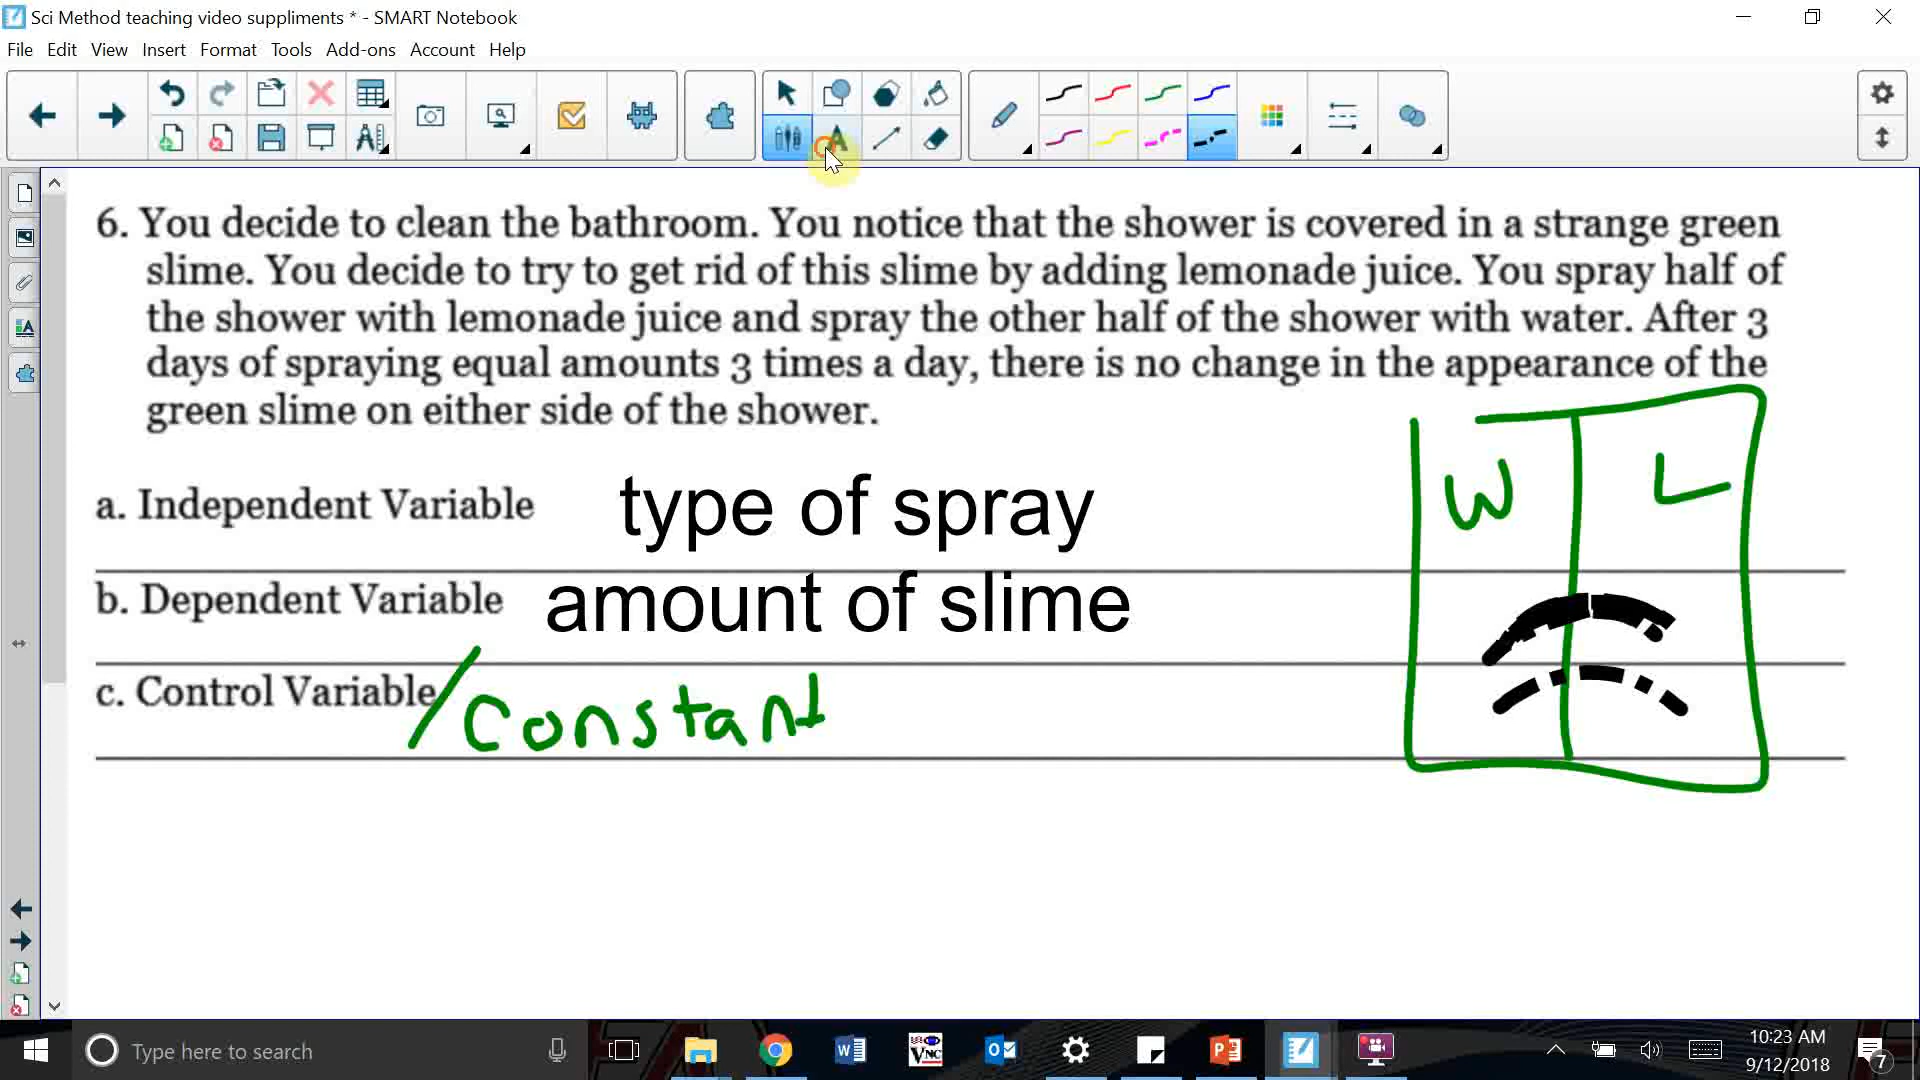 Sci Method teaching video suppliments * - SMART Notebook
File Edit View Insert Format Tools Add-ons Account Help
6. You decide to clean the bathroom. You notice that the shower is covered in a strange green
slime. You decide to try to get rid of this slime by adding lemonade juice. You spray half of
the shower with lemonade juice and spray the other half of the shower with water. After 3
days of spraying equal amounts 3 times a day, there is no change in the appearance of the
green slime on either side of the shower.
W L
a. Independent Variable type of spray
b. Dependent Variable amount of slime
c. Control Variable/constant
Type here to search
10:23 AM
9/12/2018
7